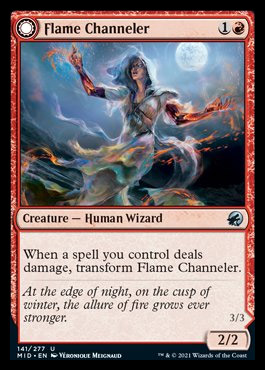 Flame Channeler 1
Creature — Human Wizard
When a spell you control deals
damage, transform Flame Channeler.
At the edge of night, on the cusp of
winter, the allure of fire grows ever
stronger.
3/3
2/2
141/277 U
MID • EN Véronique Meignaud
™ & © 2021 Wizards of the Coast